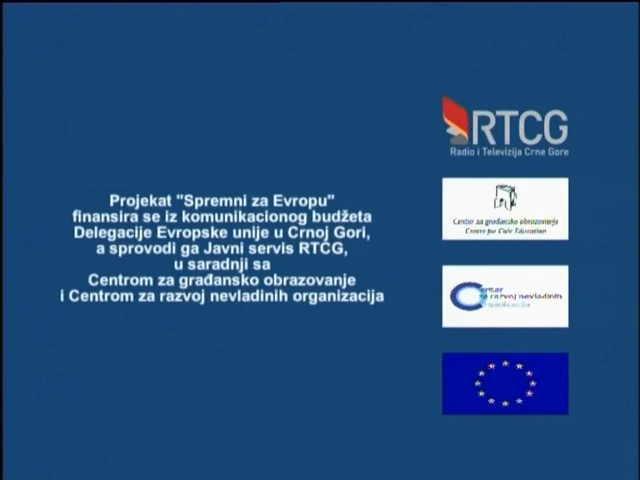 Projekat "Spremni za Evropu"
finansira se iz komunikacionog budžeta
Delegacije Evropske unije u Crnoj Gori,
a sprovodi ga Javni servis RTCG,
u saradnji sa
Centrom za građansko obrazovanje
i Centrom za razvoj nevladinih organizacija
RTCG
Radio i Televizija Crne Gore
Centar za građansko obrazovanje
Centre for Civic Education
Centar
za razvoj nevladinih
organizacija